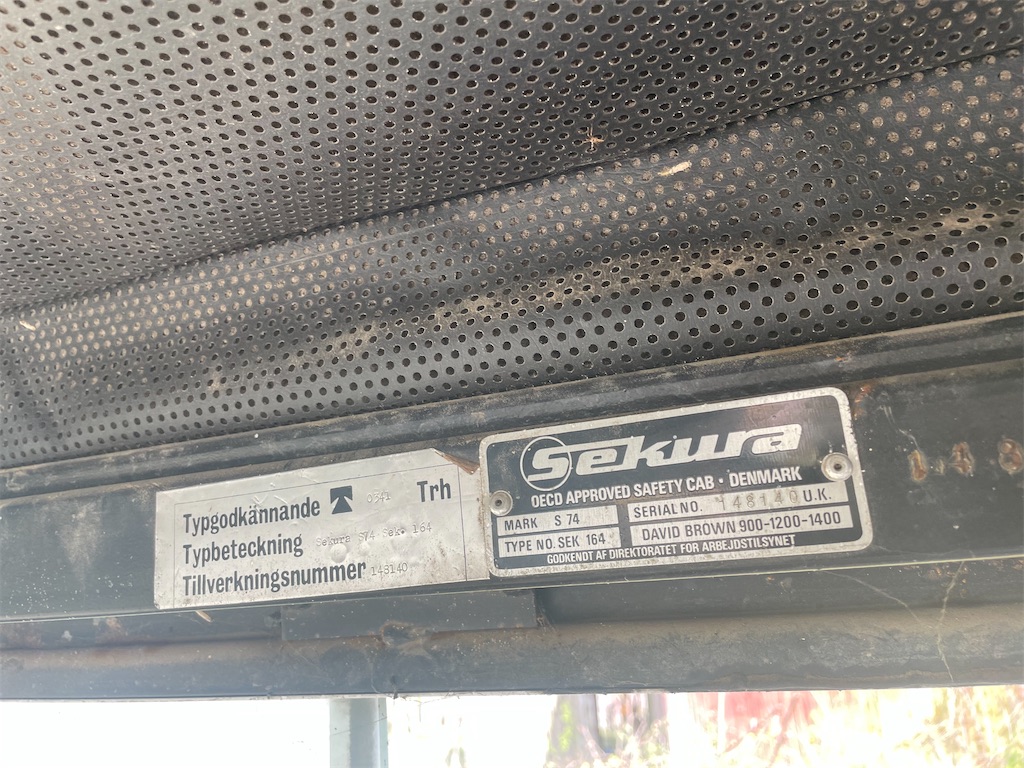 Typgodkännande 0341 Trh
Typbeteckning Sekura S74 Sek. 164
Tillverkningsnummer 148140
Sekura
OECD APPROVED SAFETY CAB · DENMARK
MARK S 74
SERIAL NO. 148140 U.K.
TYPE NO. SEK 164
DAVID BROWN 900-1200-1400
GODKENDT AF DIREKTORATET FOR ARBEJDSTILSYNET